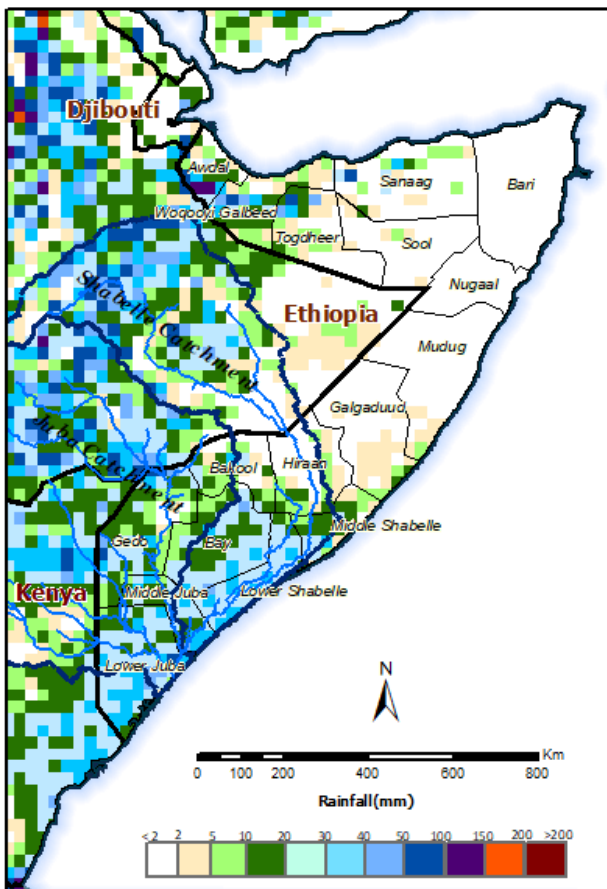 Djibouti
Awdal
Sanaag
Bari
Woqooyi Galbeed
Togdheer
Sool
Nugaal
Shabelle Catchment
Ethiopia
Mudug
Galgaduud
Juba Catchment
Bakool
Hiraan
Middle Shabelle
Gedo
Bay
Kenya
Middle Juba
Lower Shabelle
Lower Juba
N
Km
0 100 200 400 600 800
Rainfall(mm)
<2 2 5 10 20 30 40 50 100 150 200 >200